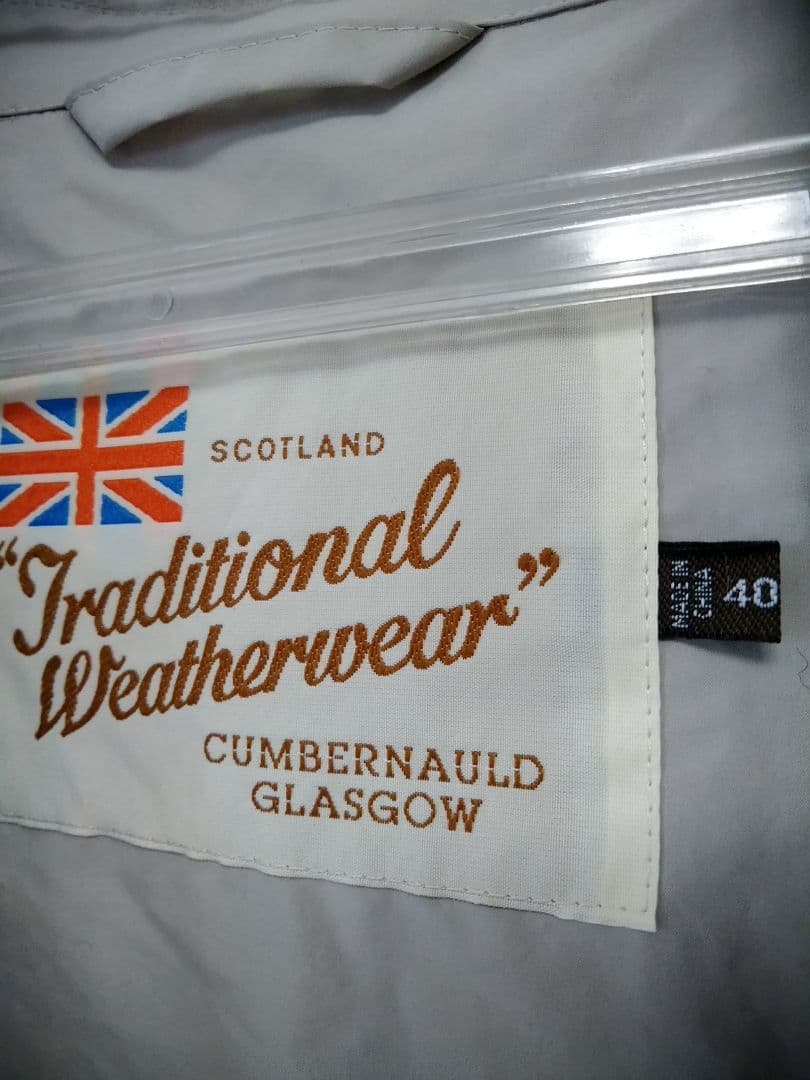 SCOTLAND
“Traditional
Weatherwear”
CUMBERNAULD
GLASGOW
MADE IN
CHINA
40